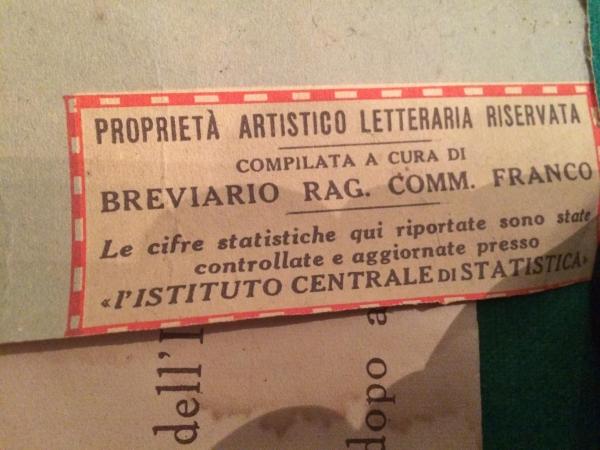 PROPRIETÀ ARTISTICO LETTERARIA RISERVATA
COMPILATA A CURA DI
BREVIARIO RAG. COMM. FRANCO
Le cifre statistiche qui riportate sono state
controllate e aggiornate presso
«l'ISTITUTO CENTRALE DI STATISTICA»
dell'I
dopo a